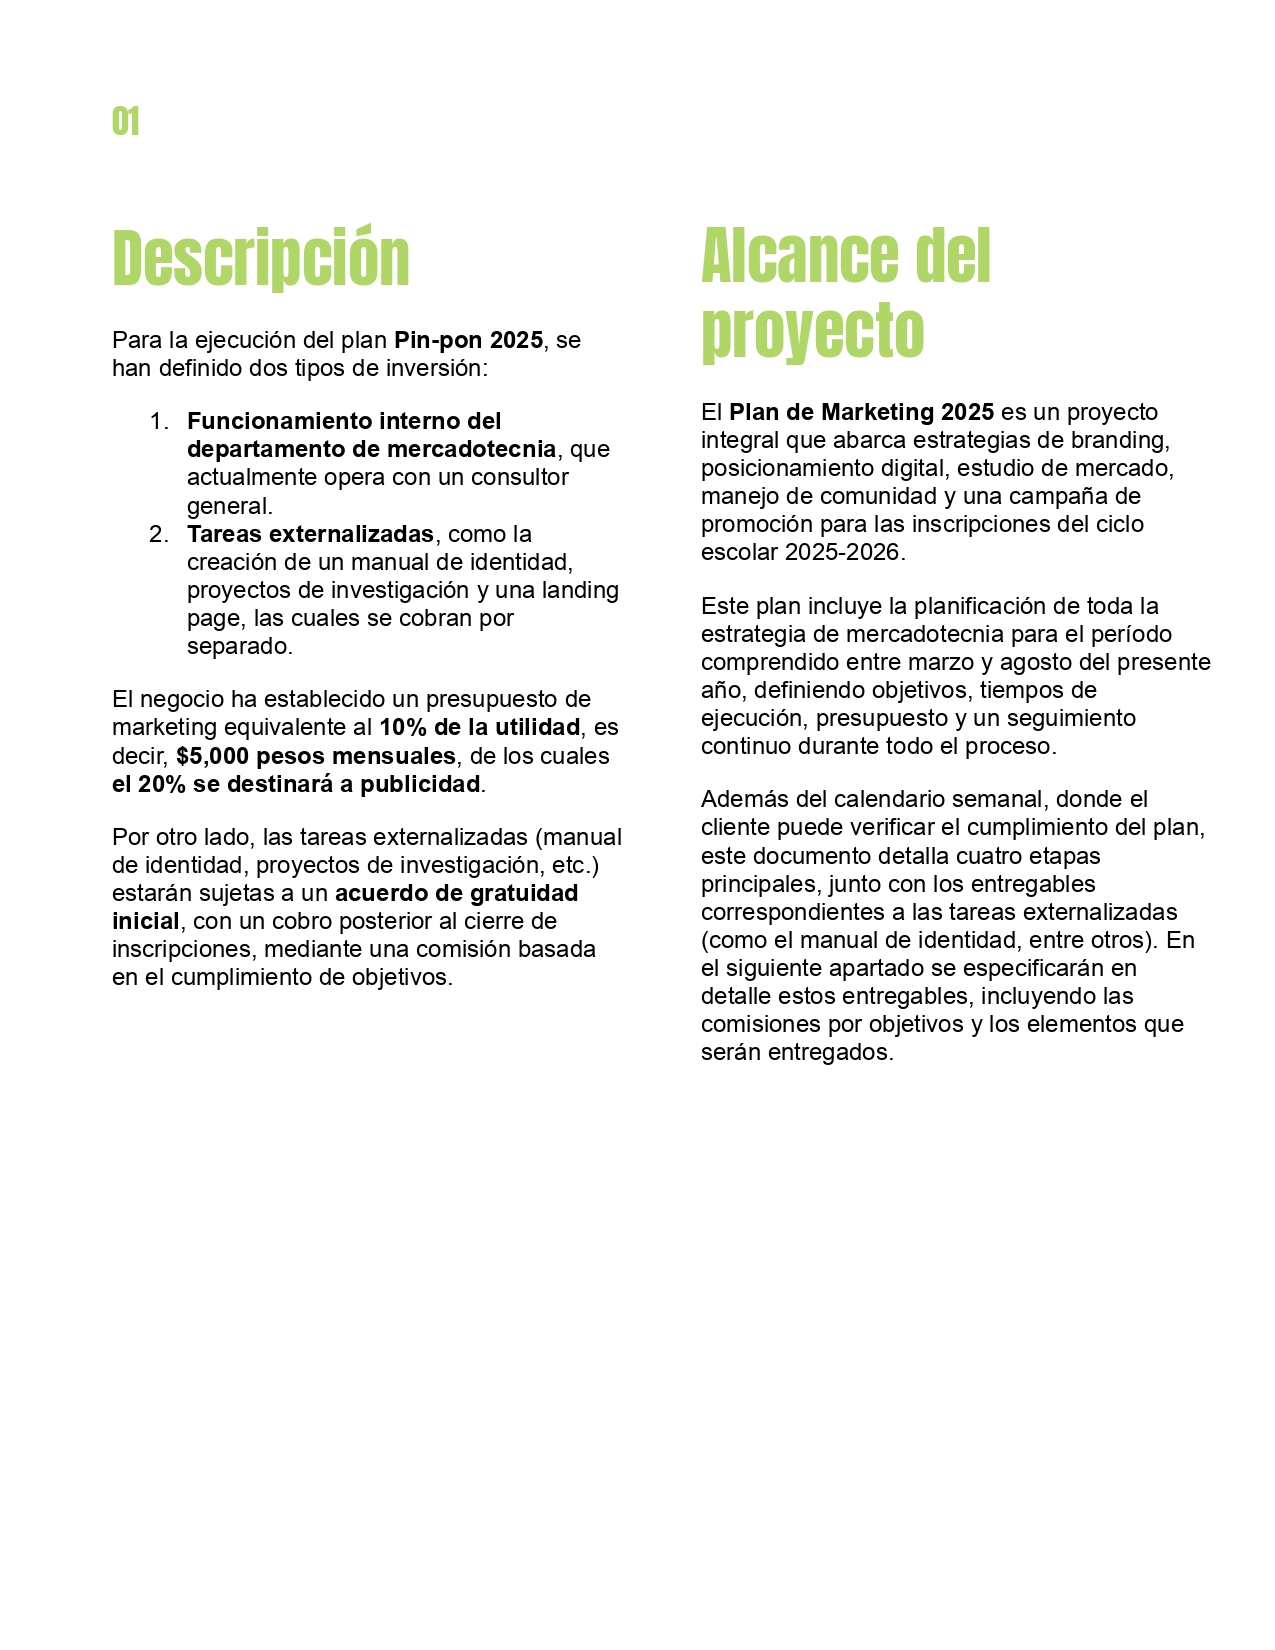 01
Descripción
Para la ejecución del plan Pin-pon 2025, se
han definido dos tipos de inversión:
1. Funcionamiento interno del
departamento de mercadotecnia, que
actualmente opera con un consultor
general.
2. Tareas externalizadas, como la
creación de un manual de identidad,
proyectos de investigación y una landing
page, las cuales se cobran por
separado.
El negocio ha establecido un presupuesto de
marketing equivalente al 10% de la utilidad, es
decir, $5,000 pesos mensuales, de los cuales
el 20% se destinará a publicidad.
Por otro lado, las tareas externalizadas (manual
de identidad, proyectos de investigación, etc.)
estarán sujetas a un acuerdo de gratuidad
inicial, con un cobro posterior al cierre de
inscripciones, mediante una comisión basada
en el cumplimiento de objetivos.
Alcance del
proyecto
El Plan de Marketing 2025 es un proyecto
integral que abarca estrategias de branding,
posicionamiento digital, estudio de mercado,
manejo de comunidad y una campaña de
promoción para las inscripciones del ciclo
escolar 2025-2026.
Este plan incluye la planificación de toda la
estrategia de mercadotecnia para el período
comprendido entre marzo y agosto del presente
año, definiendo objetivos, tiempos de
ejecución, presupuesto y un seguimiento
continuo durante todo el proceso.
Además del calendario semanal, donde el
cliente puede verificar el cumplimiento del plan,
este documento detalla cuatro etapas
principales, junto con los entregables
correspondientes a las tareas externalizadas
(como el manual de identidad, entre otros). En
el siguiente apartado se especificarán en
detalle estos entregables, incluyendo las
comisiones por objetivos y los elementos que
serán entregados.